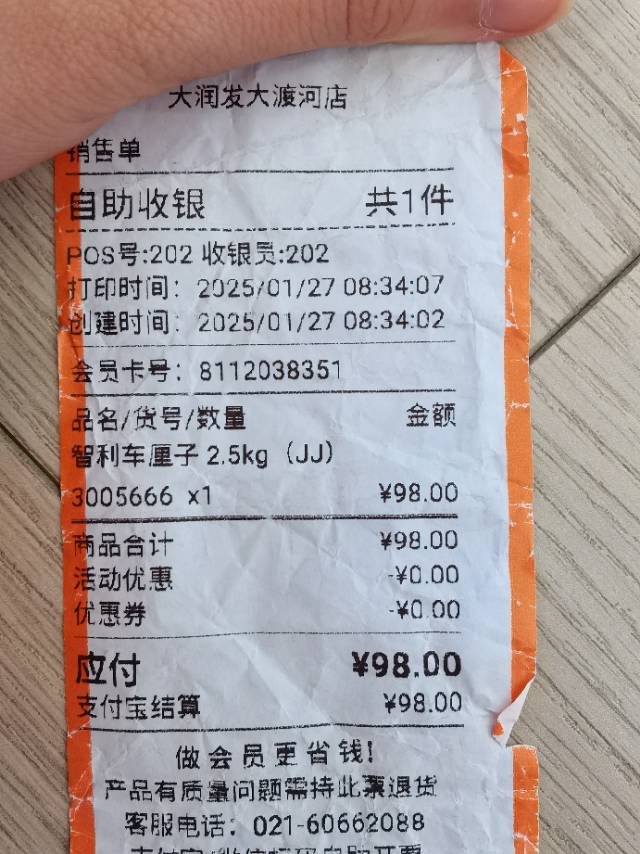 大润发大渡河店
销售单
自助收银 共1件
POS号:202 收银员:202
打印时间：2025/01/27 08:34:07
创建时间：2025/01/27 08:34:02
会员卡号：8112038351
品名/货号/数量 金额
智利车厘子 2.5kg（JJ）
3005666 x1 ¥98.00
商品合计 ¥98.00
活动优惠 -¥0.00
优惠券 -¥0.00
应付 ¥98.00
支付宝结算 ¥98.00
做会员更省钱!
产品有质量问题需持此票退货
客服电话：021-60662088